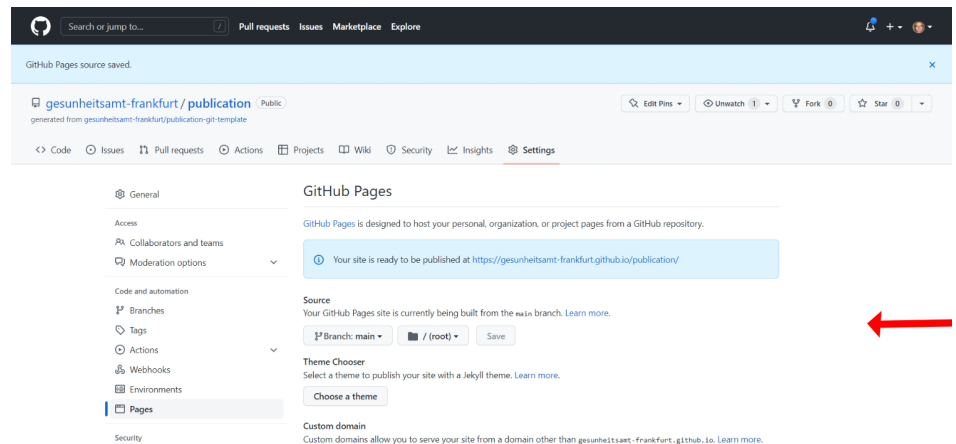 Search or jump to... / Pull requests Issues Marketplace Explore
GitHub Pages source saved.
gesunheitsamt-frankfurt / publication Public
Edit Pins Unwatch 1 Fork 0 Star 0
generated from gesunheitsamt-frankfurt/publication-git-template
Code Issues Pull requests Actions Projects Wiki Security Insights Settings
General
Access
Collaborators and teams
Moderation options
Code and automation
Branches
Tags
Actions
Webhooks
Environments
Pages
Security
GitHub Pages
GitHub Pages is designed to host your personal, organization, or project pages from a GitHub repository.
Your site is ready to be published at https://gesunheitsamt-frankfurt.github.io/publication/
Source
Your GitHub Pages site is currently being built from the main branch. Learn more.
Branch: main / (root) Save
Theme Chooser
Select a theme to publish your site with a Jekyll theme. Learn more.
Choose a theme
Custom domain
Custom domains allow you to serve your site from a domain other than gesunheitsamt-frankfurt.github.io. Learn more.